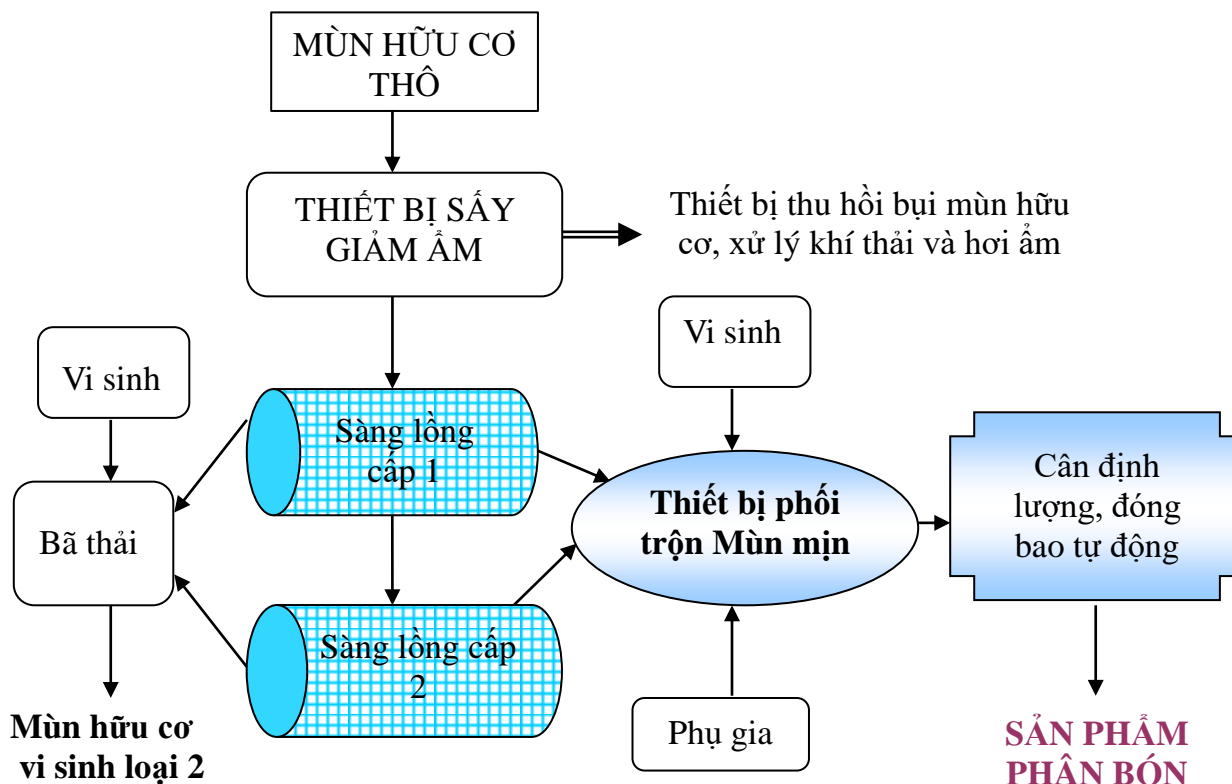 MÙN HỮU CƠ
THÔ
THIẾT BỊ SẤY
GIẢM ẨM
Thiết bị thu hồi bụi mùn hữu
cơ, xử lý khí thải và hơi ẩm
Vi sinh
Vi sinh
Sàng lồng
cấp 1
Cân định
lượng, đóng
bao tự động
Thiết bị phối
trộn Mùn mịn
Bã thải
Sàng lồng cấp
2
Phụ gia
Mùn hữu cơ
vi sinh loại 2
SẢN PHẨM
PHÂN BÓN